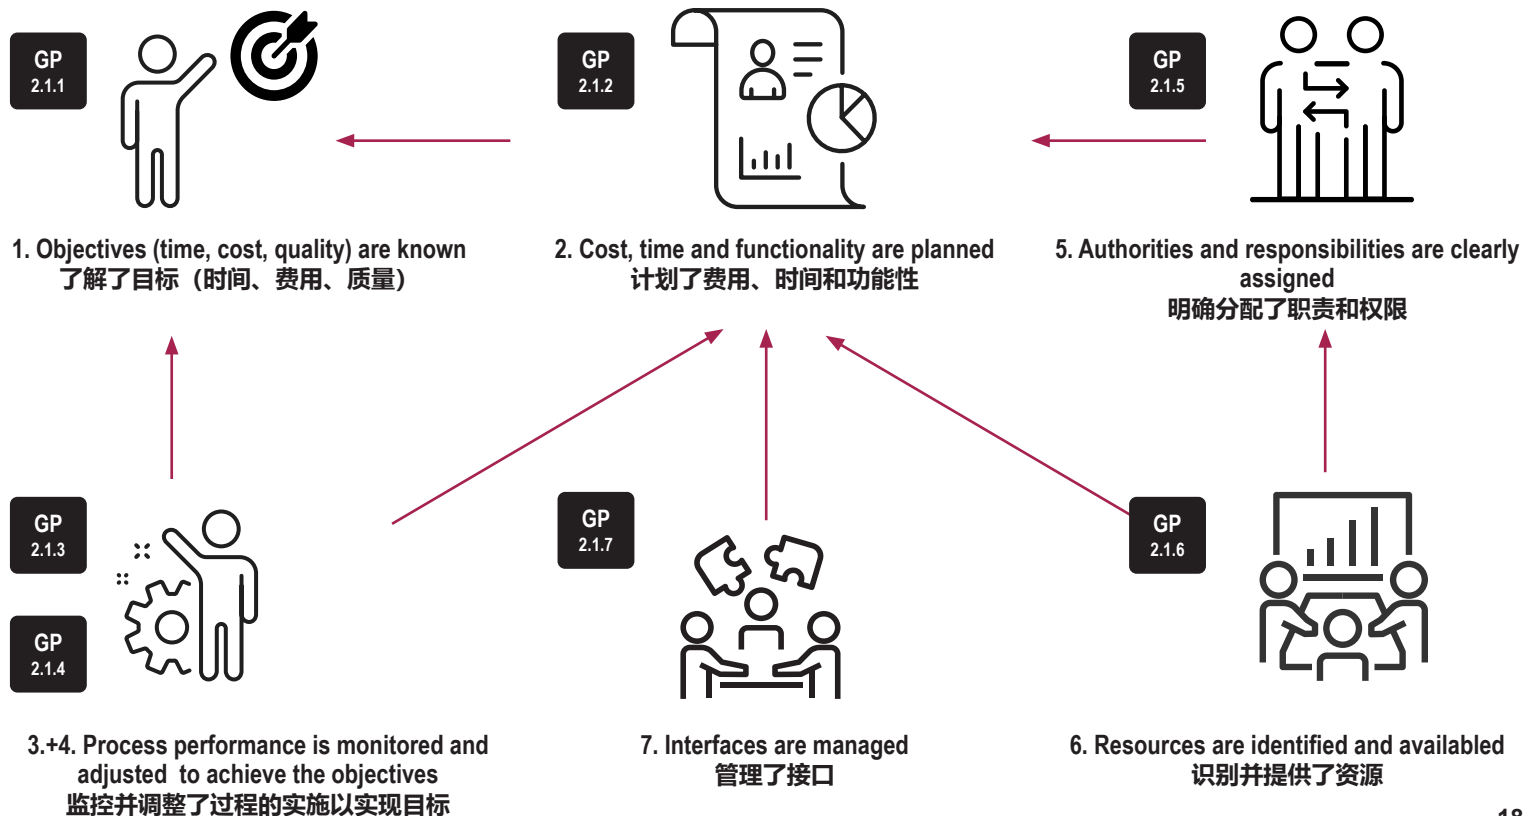 GP
2.1.1
GP
2.1.2
GP
2.1.5
1. Objectives (time, cost, quality) are known
了解了目标（时间、费用、质量）
2. Cost, time and functionality are planned
计划了费用、时间和功能性
5. Authorities and responsibilities are clearly
assigned
明确分配了职责和权限
GP
2.1.3
GP
2.1.4
GP
2.1.7
GP
2.1.6
3.+4. Process performance is monitored and
adjusted to achieve the objectives
监控并调整了过程的实施以实现目标
7. Interfaces are managed
管理了接口
6. Resources are identified and availabled
识别并提供了资源
18